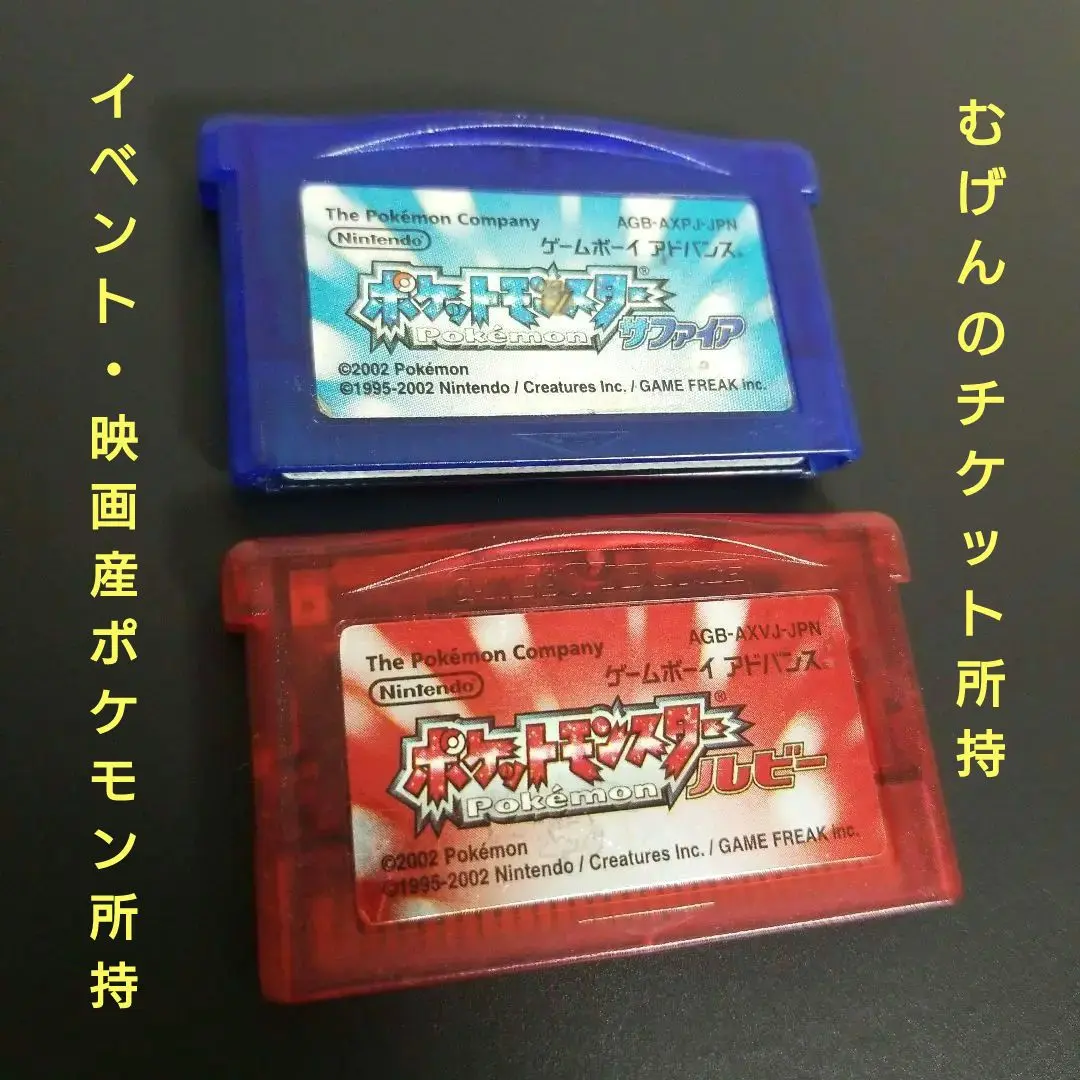 イベント・映画産ポケモン所持
むげんのチケット所持
The Pokémon Company
AGB-AXPJ-JPN
Nintendo
ゲームボーイ アドバンス
ポケットモンスター®
Pokémon
サファイア
©2002 Pokémon
©1995-2002 Nintendo / Creatures Inc. / GAME FREAK inc.
GAME BOY ADVANCE
The Pokémon Company
AGB-AXVJ-JPN
Nintendo
ゲームボーイ アドバンス
ポケットモンスター®
Pokémon
ルビー
©2002 Pokémon
©1995-2002 Nintendo / Creatures Inc. / GAME FREAK inc.